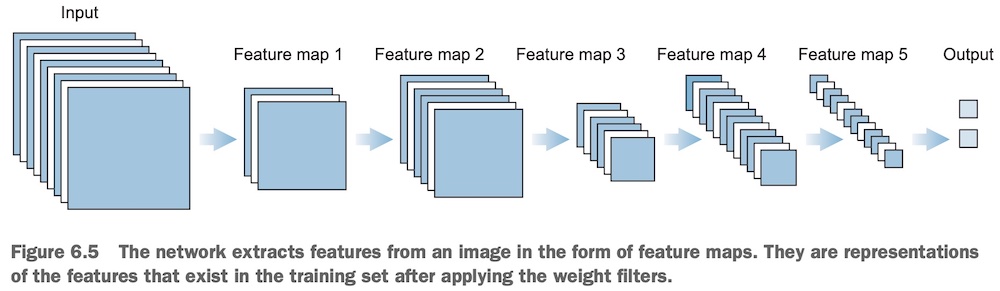 Input
Feature map 1
Feature map 2
Feature map 3
Feature map 4
Feature map 5
Output
Figure 6.5 The network extracts features from an image in the form of feature maps. They are representations
of the features that exist in the training set after applying the weight filters.